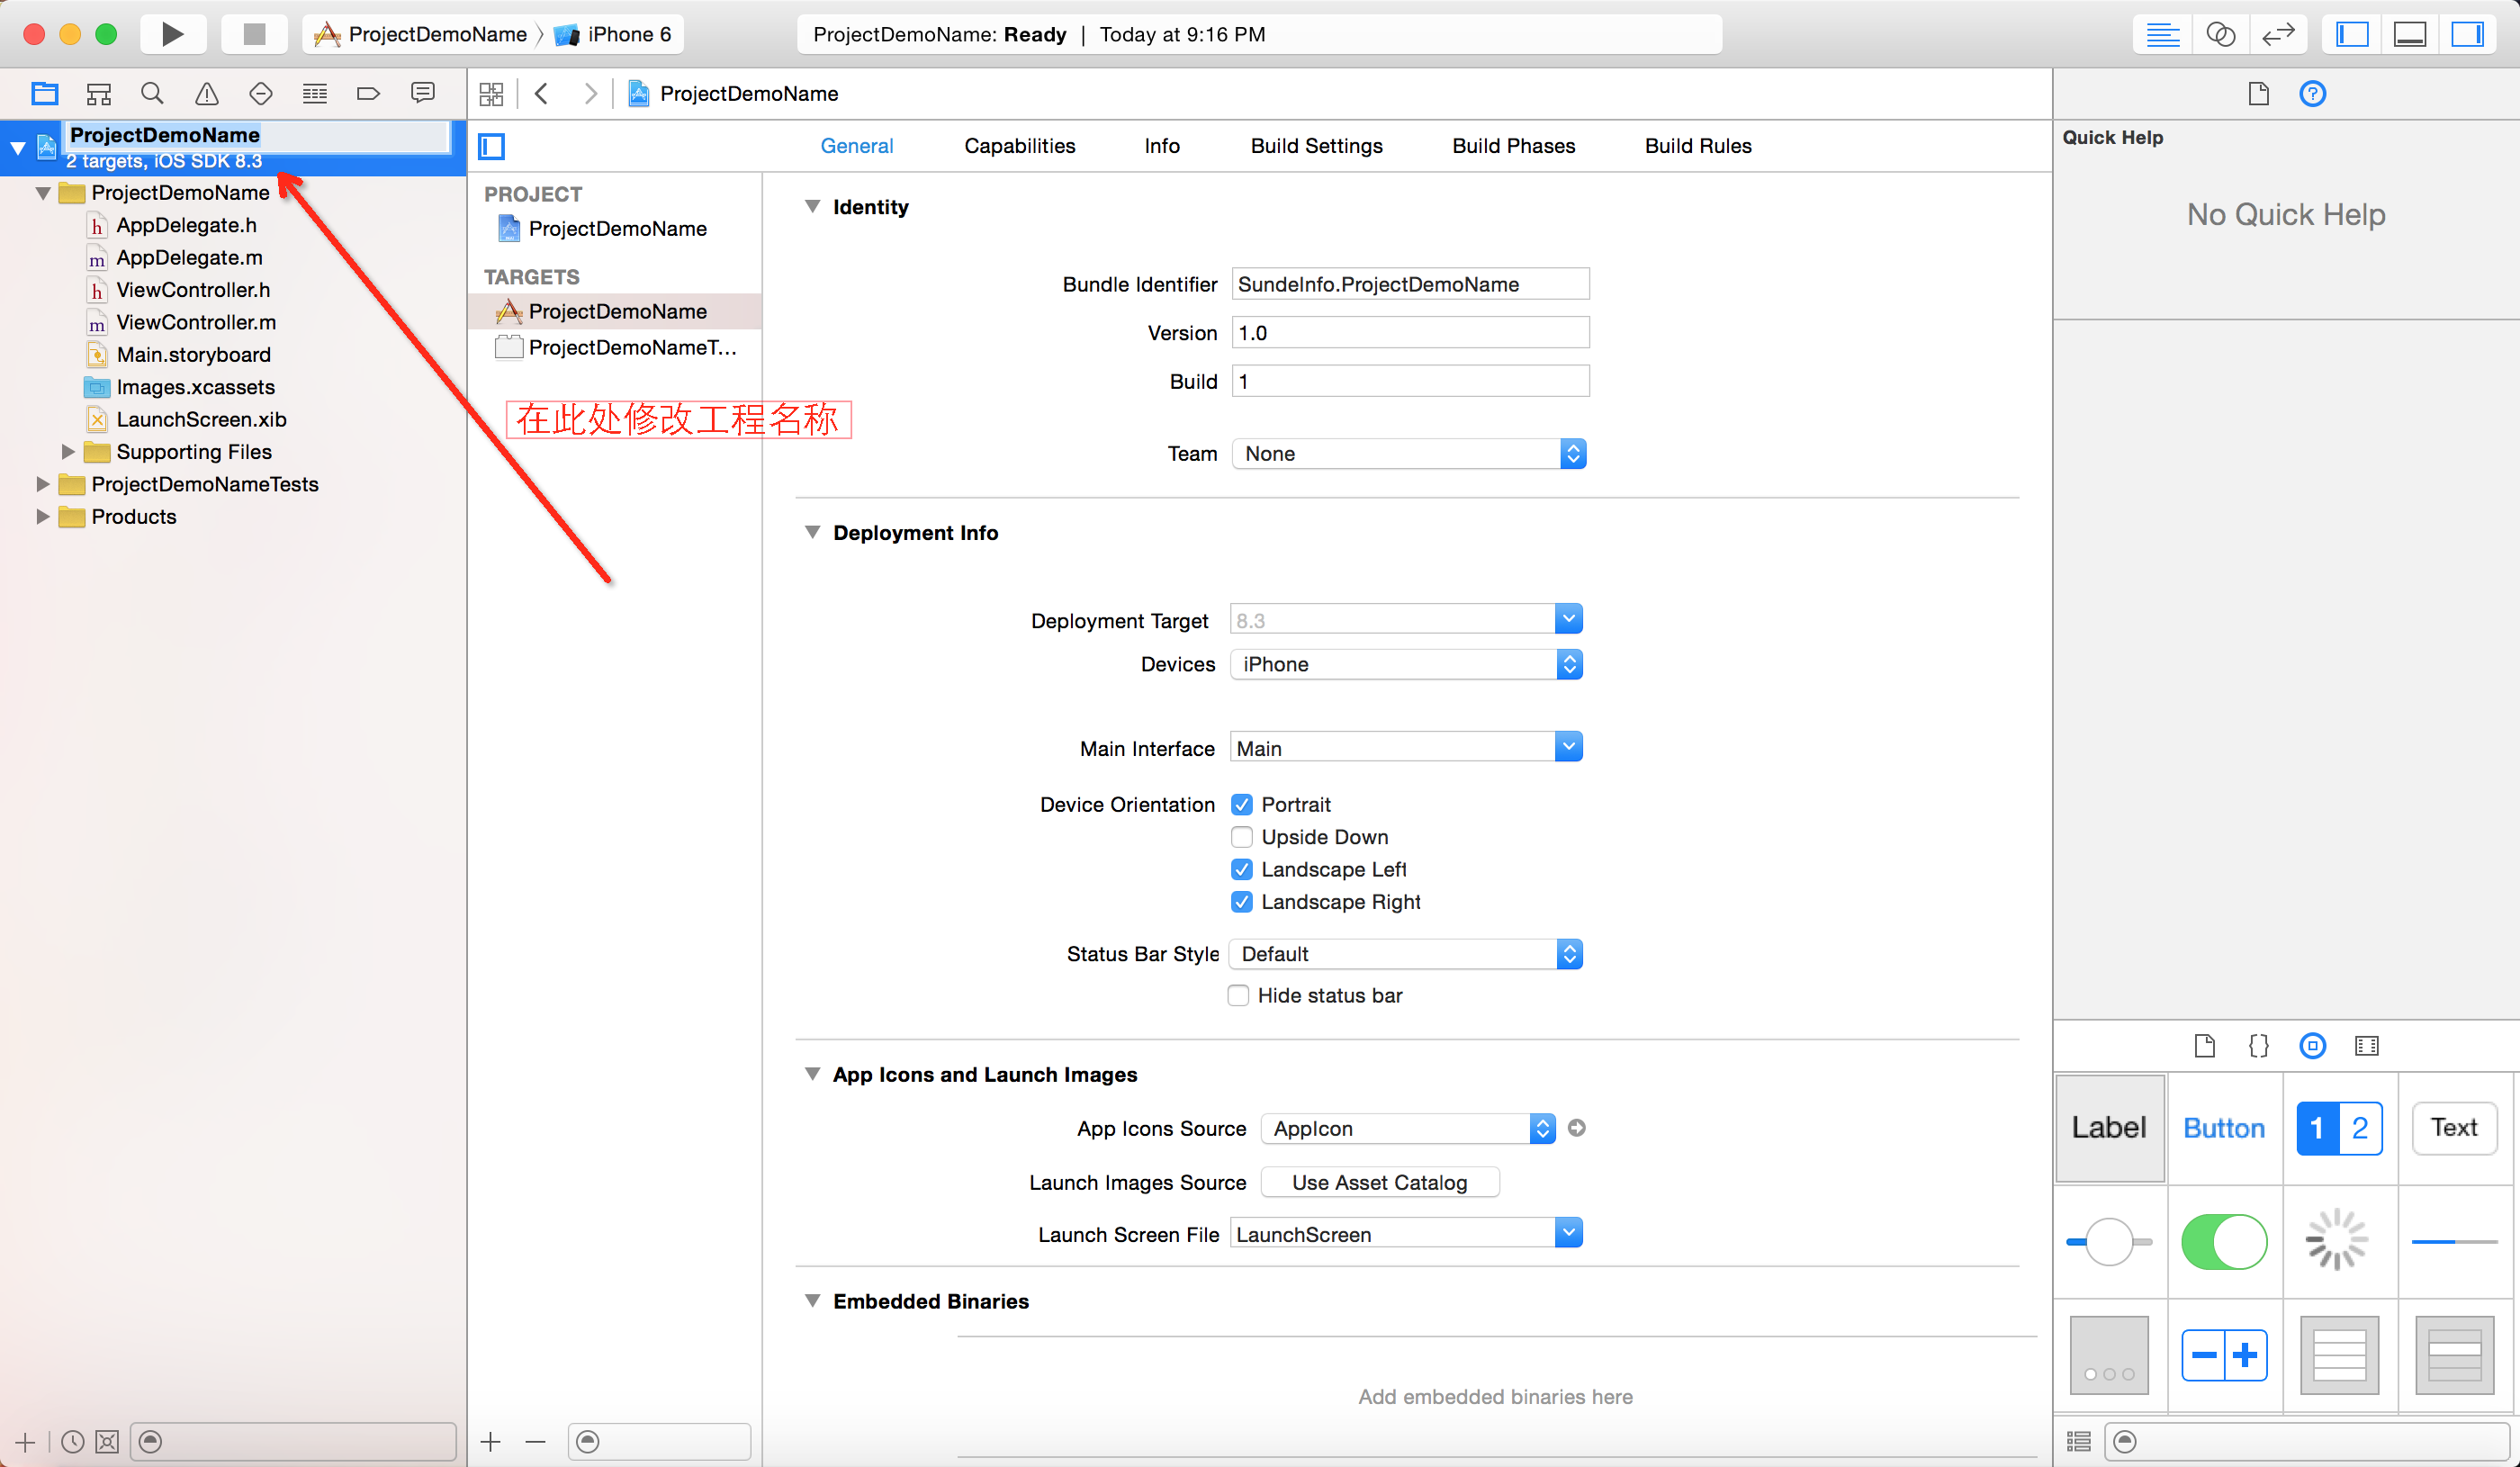 ProjectDemoName 〉 iPhone 6
ProjectDemoName: Ready | Today at 9:16 PM
ProjectDemoName
ProjectDemoName
2 targets, iOS SDK 8.3
ProjectDemoName
AppDelegate.h
AppDelegate.m
ViewController.h
ViewController.m
Main.storyboard
Images.xcassets
LaunchScreen.xib
Supporting Files
ProjectDemoNameTests
Products
General Capabilities Info Build Settings Build Phases Build Rules
PROJECT
ProjectDemoName
TARGETS
ProjectDemoName
ProjectDemoNameT...
在此处修改工程名称
Identity
Bundle Identifier SundeInfo.ProjectDemoName
Version 1.0
Build 1
Team None
Deployment Info
Deployment Target 8.3
Devices iPhone
Main Interface Main
Device Orientation Portrait
Upside Down
Landscape Left
Landscape Right
Status Bar Style Default
Hide status bar
App Icons and Launch Images
App Icons Source AppIcon
Launch Images Source Use Asset Catalog
Launch Screen File LaunchScreen
Embedded Binaries
Add embedded binaries here
Quick Help
No Quick Help
Label Button 1 2 Text